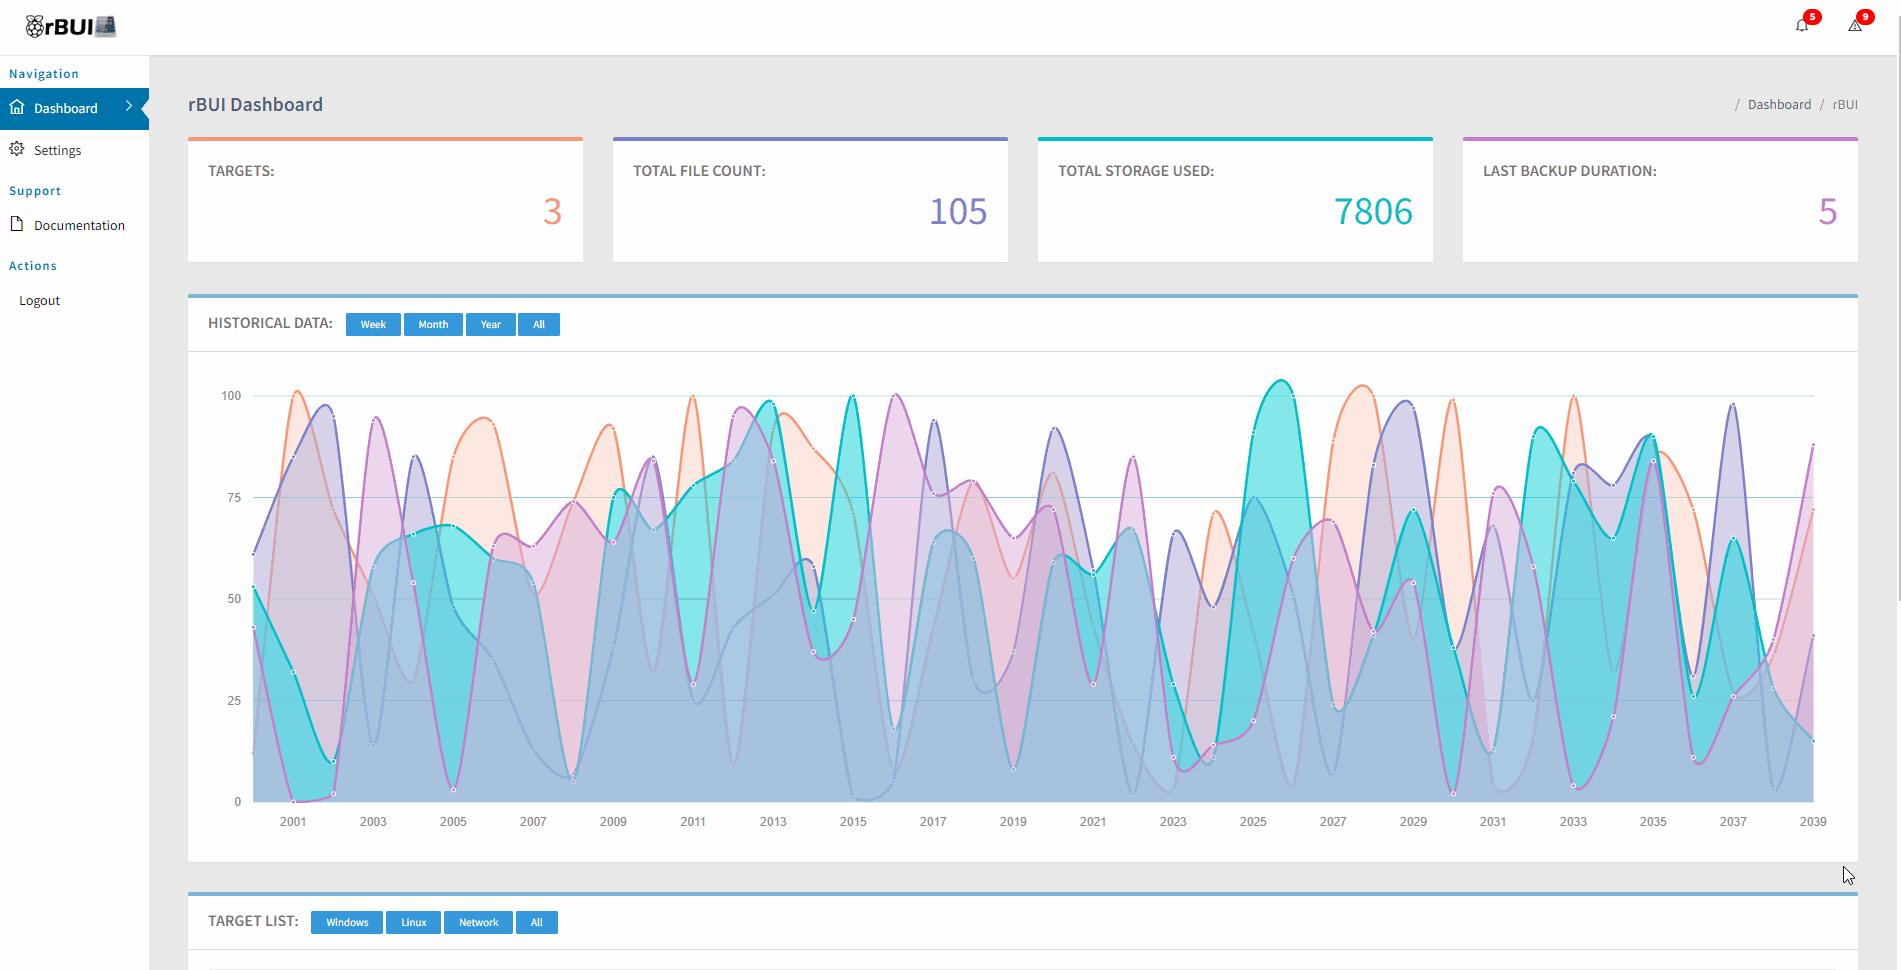 rBUI
5
9
Navigation
Dashboard
Settings
Support
Documentation
Actions
Logout
rBUI Dashboard
/ Dashboard / rBUI
TARGETS:
3
TOTAL FILE COUNT:
105
TOTAL STORAGE USED:
7806
LAST BACKUP DURATION:
5
HISTORICAL DATA: Week Month Year All
100
75
50
25
0
2001 2003 2005 2007 2009 2011 2013 2015 2017 2019 2021 2023 2025 2027 2029 2031 2033 2035 2037 2039
TARGET LIST: Windows Linux Network All